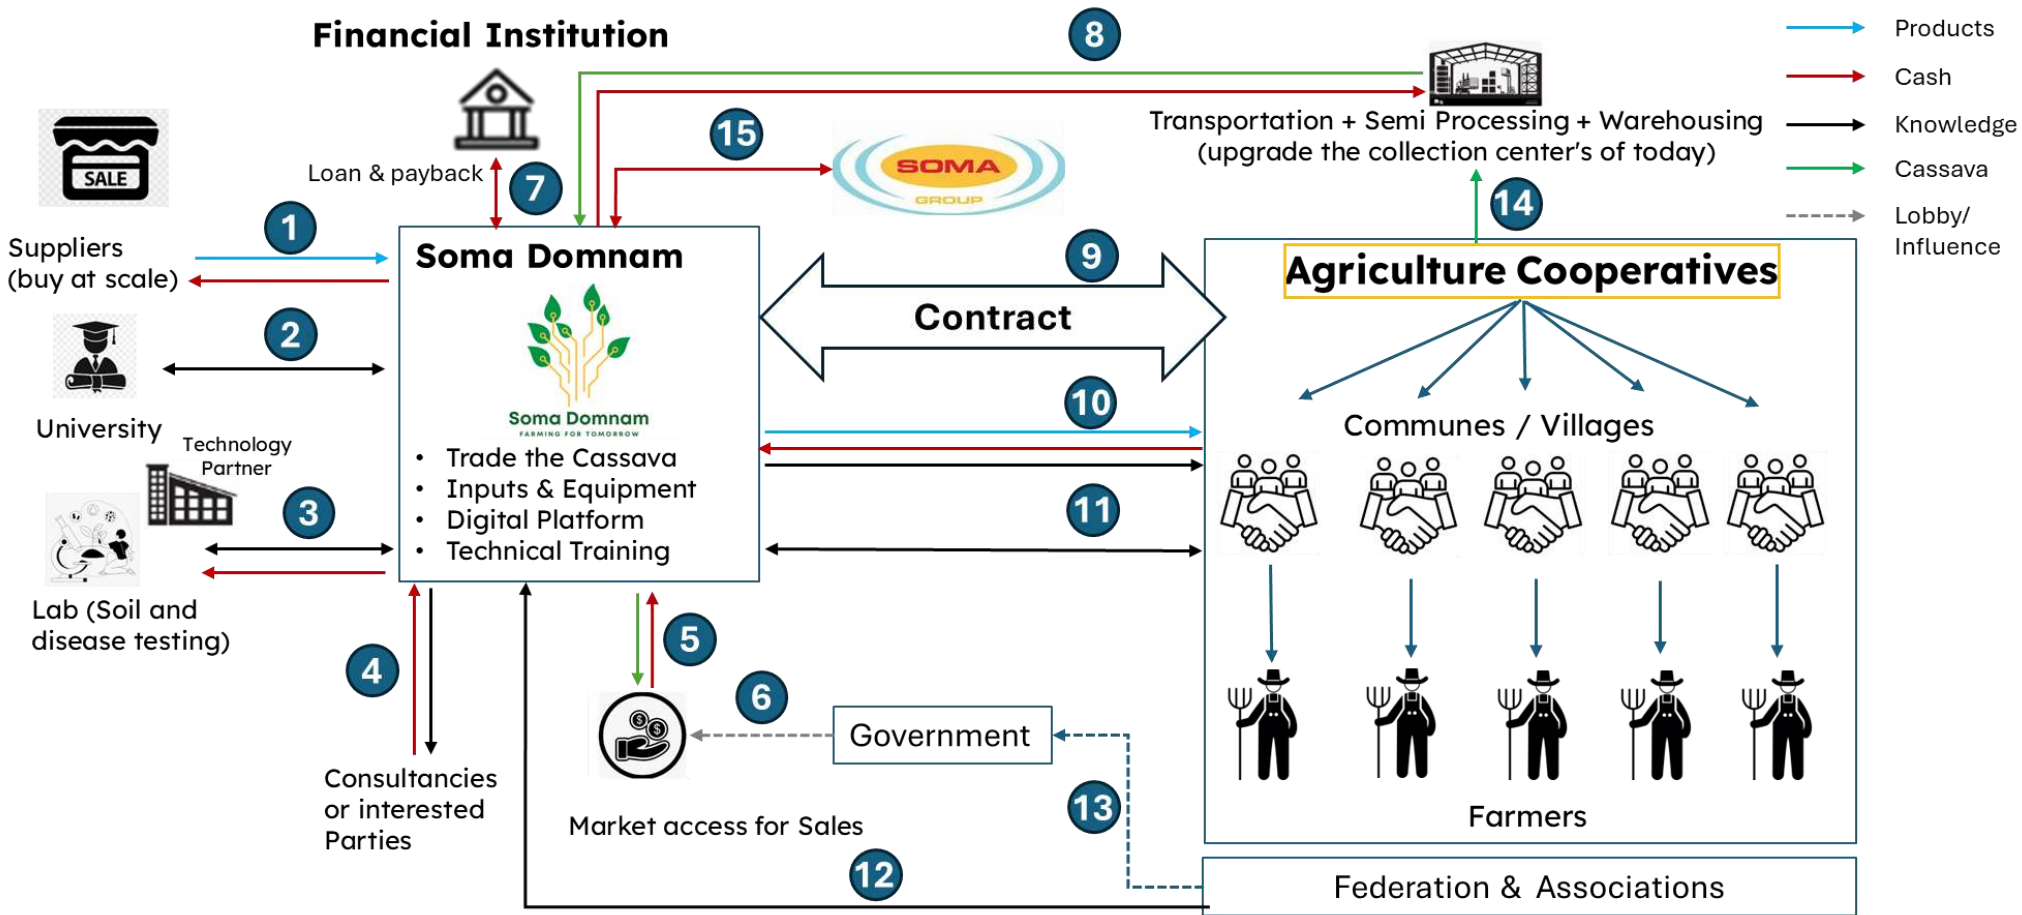 Financial Institution
8
Products
Cash
Knowledge
Cassava
Lobby/
Influence
SALE
Loan & payback
7
15
SOMA
GROUP
Transportation + Semi Processing + Warehousing
(upgrade the collection center's of today)
14
1
Suppliers
(buy at scale)
2
University
Technology
Partner
3
Lab (Soil and
disease testing)
Soma Domnam
Soma Domnam
FARMING FOR TOMORROW
• Trade the Cassava
• Inputs & Equipment
• Digital Platform
• Technical Training
9
Contract
10
11
Agriculture Cooperatives
Communes / Villages
Farmers
4
Consultancies
or interested
Parties
5
$ $
6
Government
Market access for Sales
13
12
Federation & Associations